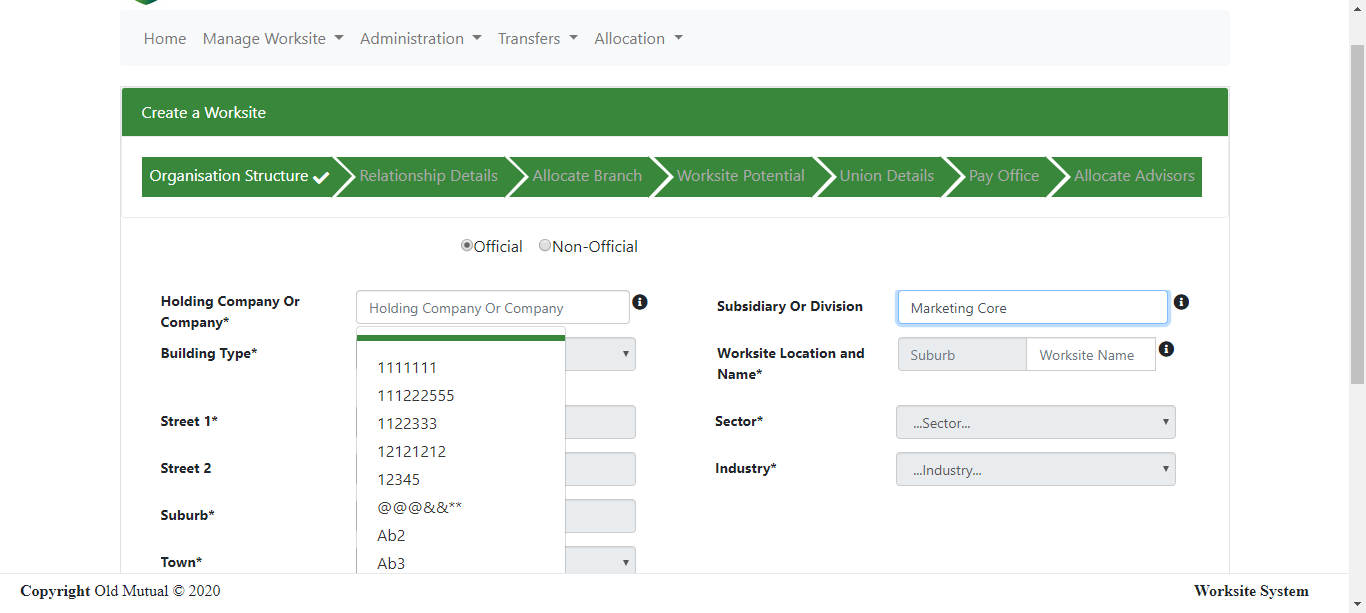 Home Manage Worksite Administration Transfers Allocation
Create a Worksite
Organisation Structure Relationship Details Allocate Branch Worksite Potential Union Details Pay Office Allocate Advisors
Official Non-Official
Holding Company Or
Company*
Holding Company Or Company
Subsidiary Or Division
Marketing Core
Building Type*
Worksite Location and
Name*
Suburb
Worksite Name
1111111
111222555
1122333
12121212
12345
@@@&&**
Ab2
Ab3
Street 1*
Sector*
...Sector...
Street 2
Industry*
...Industry...
Suburb*
Town*
Copyright Old Mutual © 2020
Worksite System